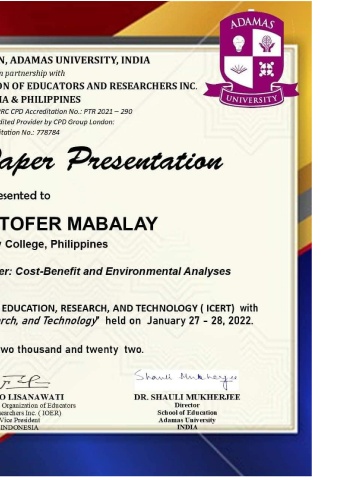 ADAMAS
UNIVERSITY
N, ADAMAS UNIVERSITY, INDIA
n partnership with
ON OF EDUCATORS AND RESEARCHERS INC.
IA & PHILIPPINES
PRC CPD Accreditation No.: PTR 2021 – 290
dited Provider by CPD Group London:
itation No.: 778784
aper Presentation
esented to
TOFER MABALAY
y College, Philippines
er: Cost-Benefit and Environmental Analyses
EDUCATION, RESEARCH, AND TECHNOLOGY ( ICERT) with
arch, and Technology" held on January 27 – 28, 2022.
wo thousand and twenty two.
Shauli Mukherjee
O LISANAWATI
Organization of Educators
searchers Inc. ( IOER)
Vice President
INDONESIA
DR. SHAULI MUKHERJEE
Director
School of Education
Adamas University
INDIA